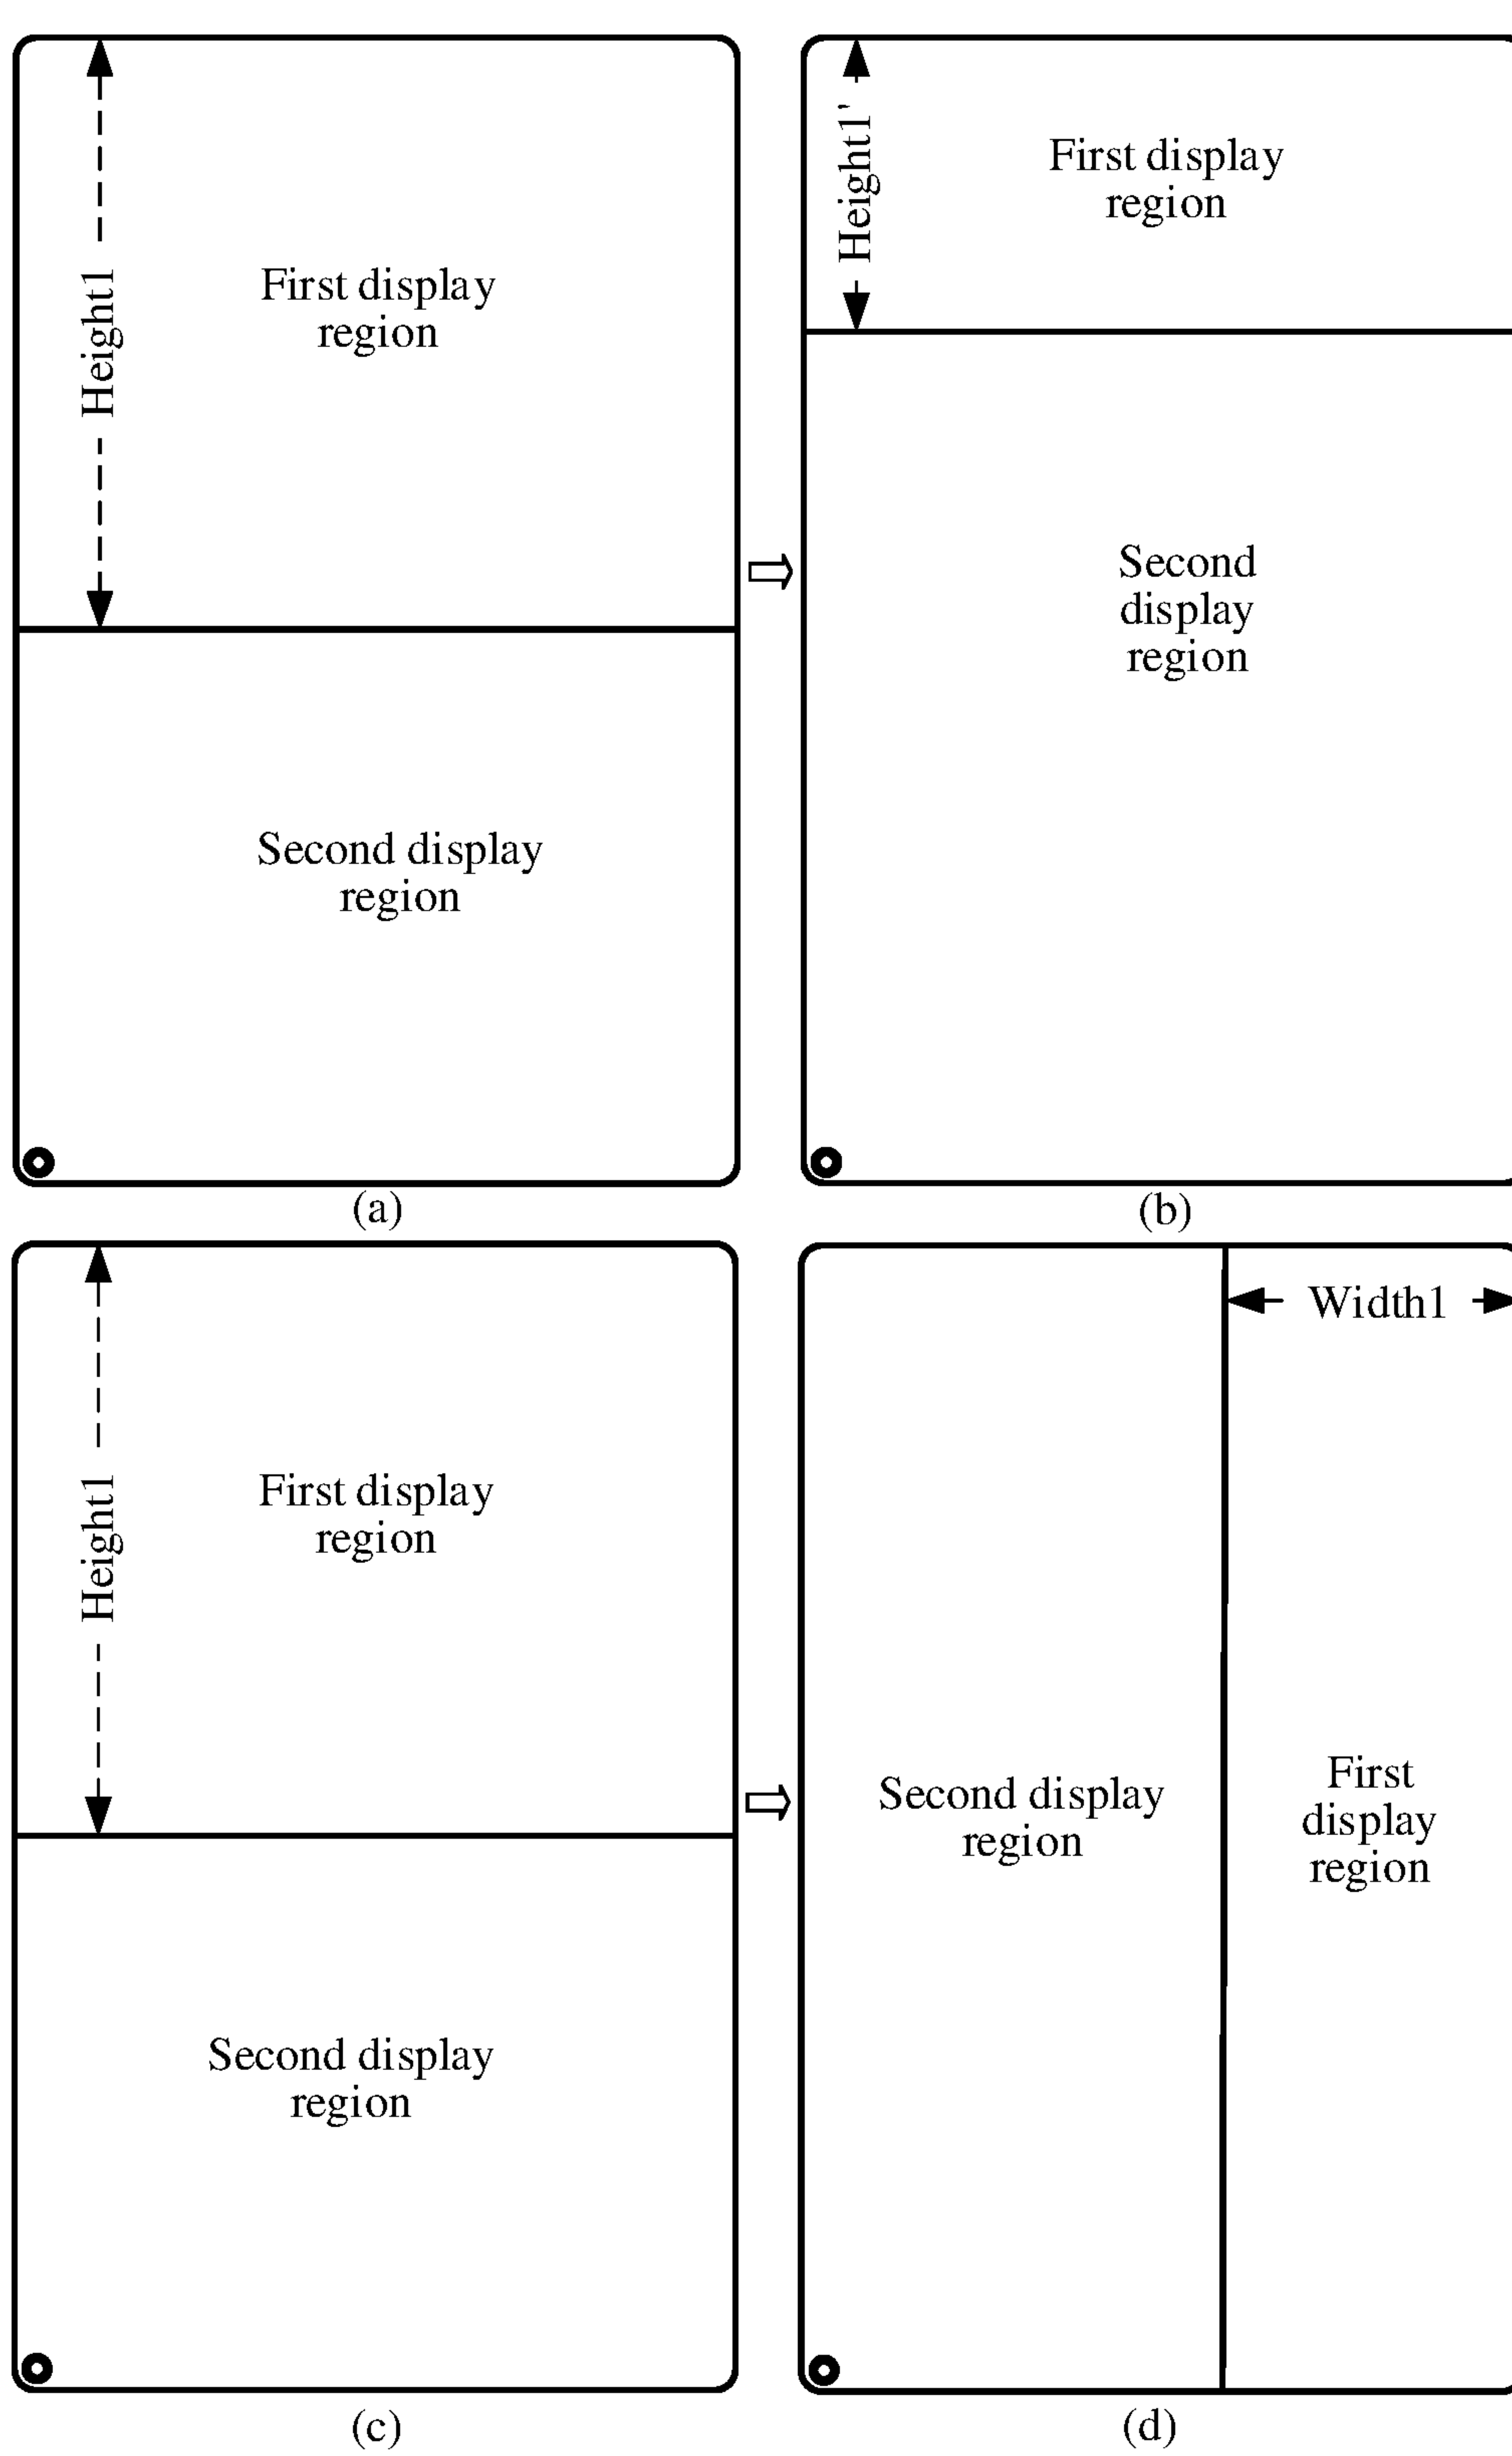 Height1
First display
region
Second display
region
(a)
Height1'
First display
region
Second
display
region
(b)
Height1
First display
region
Second display
region
(c)
Width1
Second display
region
First
display
region
(d)